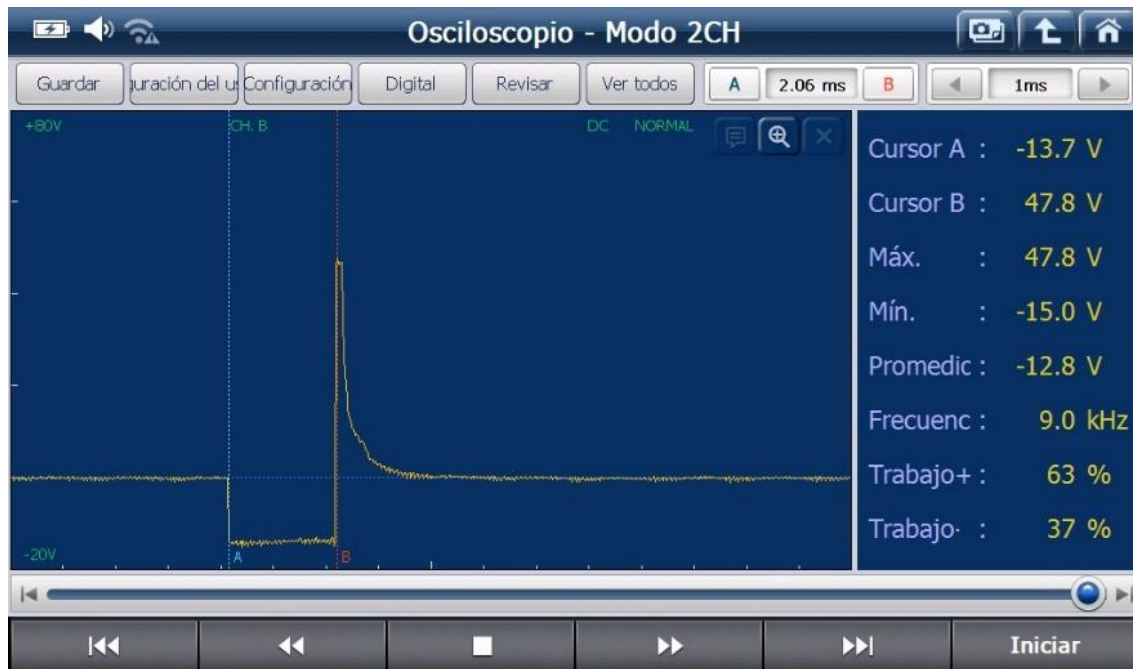 Osciloscopio - Modo 2CH
Guardar
juración del us
Configuración
Digital
Revisar
Ver todos
A 2.06 ms B
1ms
+80V CH. B DC NORMAL
Cursor A : -13.7 V
Cursor B : 47.8 V
Máx. : 47.8 V
Mín. : -15.0 V
Promedic : -12.8 V
Frecuenc : 9.0 kHz
Trabajo+ : 63 %
Trabajo- : 37 %
-20V A B
Iniciar